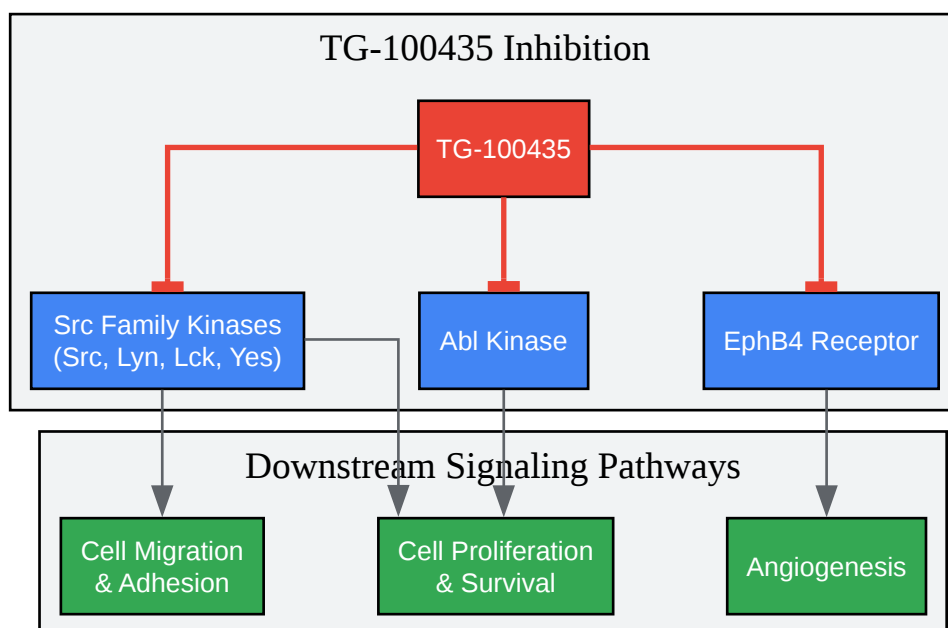 TG-100435 Inhibition
TG-100435
Src Family Kinases
(Src, Lyn, Lck, Yes)
Abl Kinase
EphB4 Receptor
Downstream Signaling Pathways
Cell Migration
& Adhesion
Cell Proliferation
& Survival
Angiogenesis